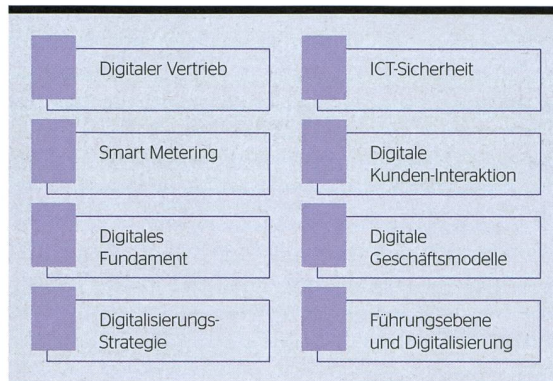 Digitaler Vertrieb
Smart Metering
Digitales
Fundament
Digitalisierungs-
Strategie
ICT-Sicherheit
Digitale
Kunden-Interaktion
Digitale
Geschäftsmodelle
Führungsebene
und Digitalisierung